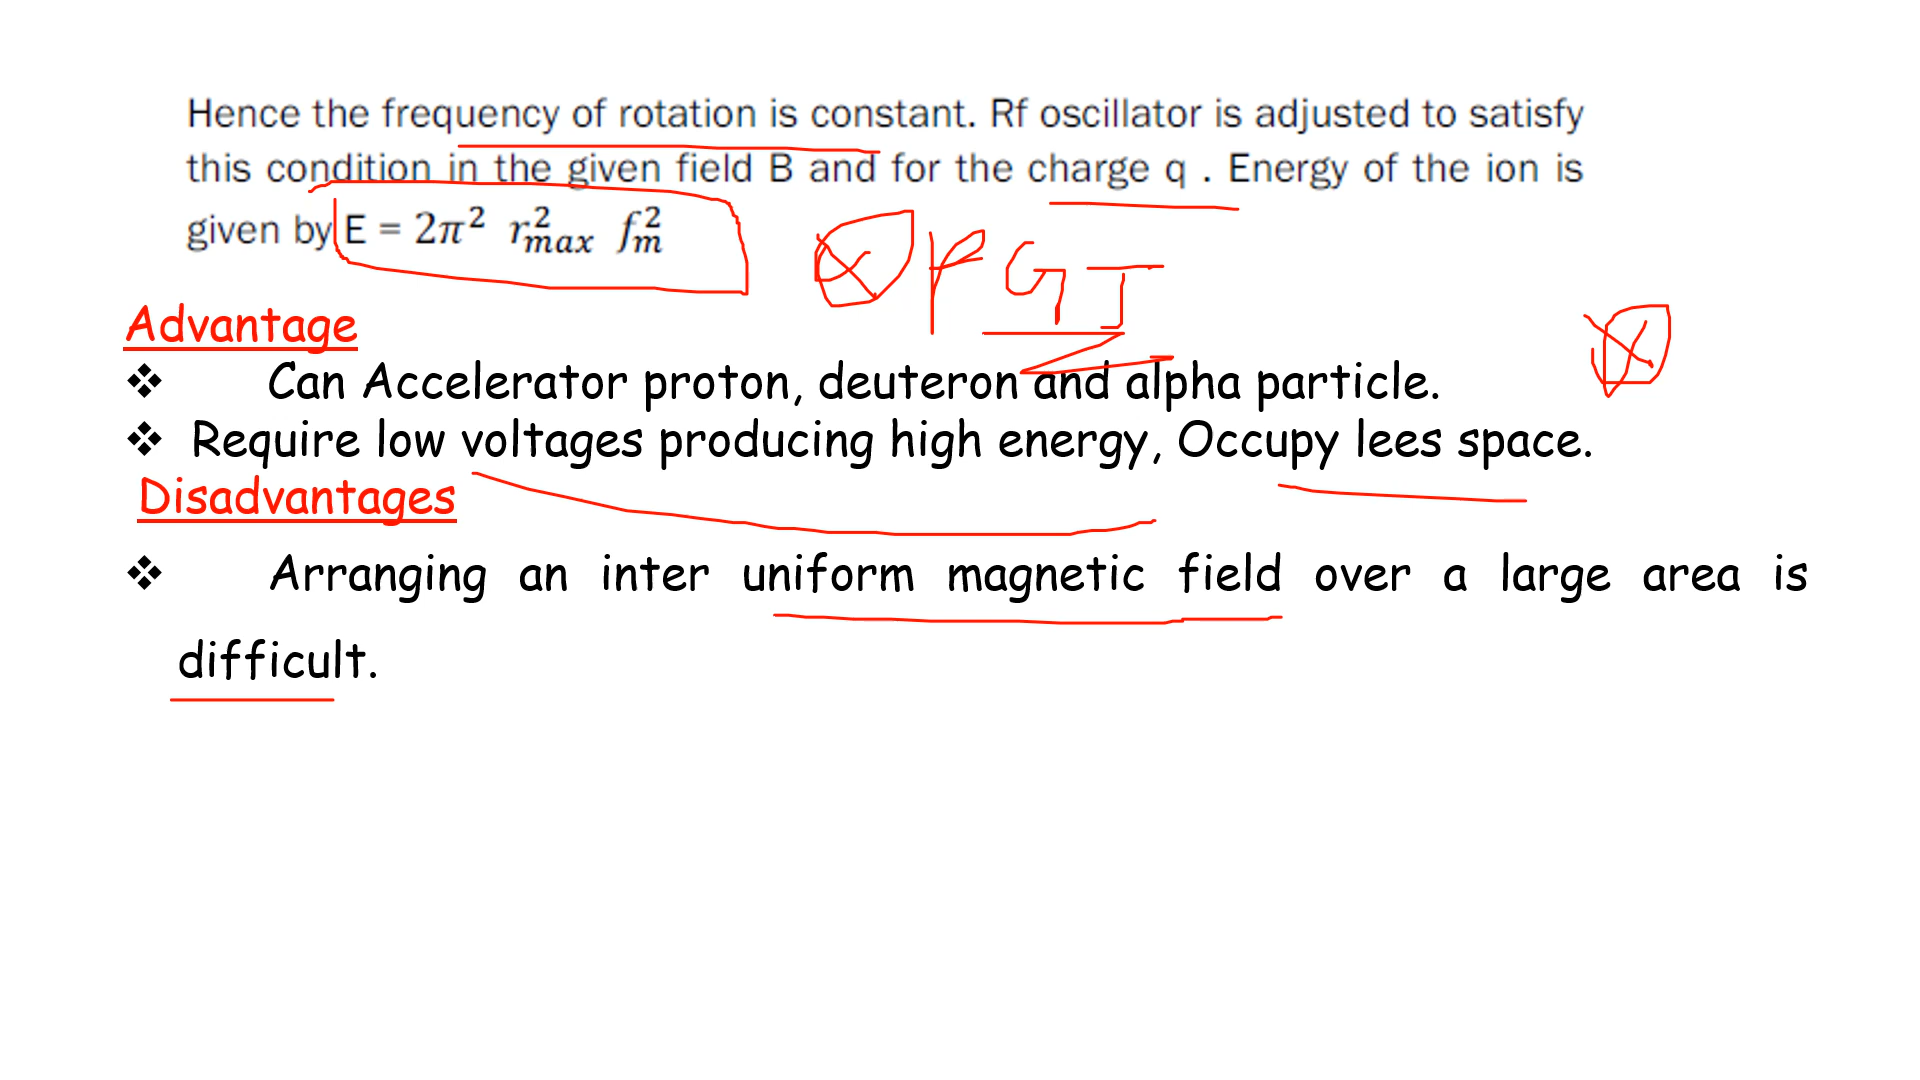 Hence the frequency of rotation is constant. Rf oscillator is adjusted to satisfy
this condition in the given field B and for the charge q . Energy of the ion is
given by E = 2π² r²max f²m
PGT
Advantage
❖ Can Accelerator proton, deuteron and alpha particle.
❖ Require low voltages producing high energy, Occupy lees space.
Disadvantages
❖ Arranging an inter uniform magnetic field over a large area is
difficult.